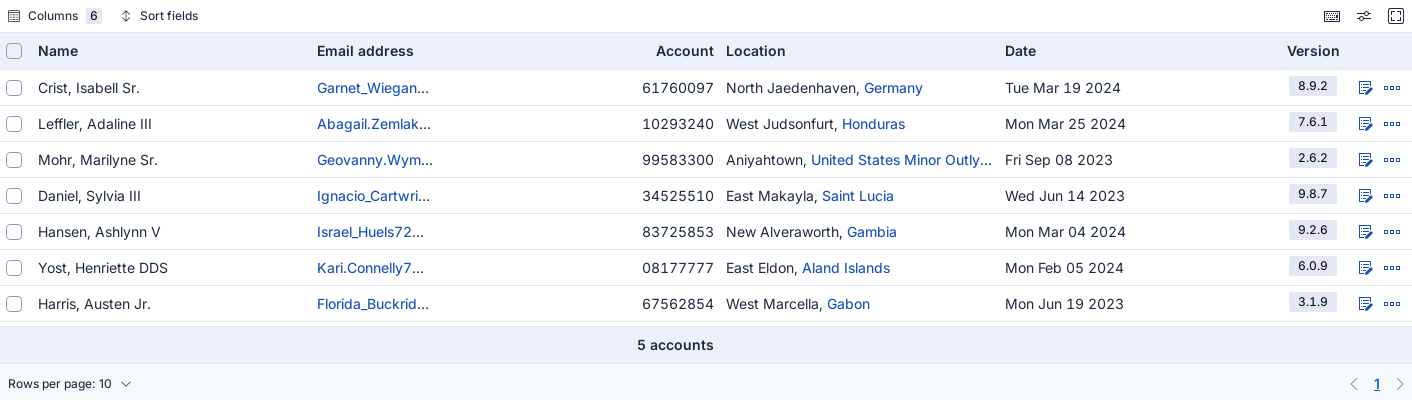 Columns 6 Sort fields
Name Email address Account Location Date Version
Crist, Isabell Sr. Garnet_Wiegan... 61760097 North Jaedenhaven, Germany Tue Mar 19 2024 8.9.2
Leffler, Adaline III Abagail.Zemlak... 10293240 West Judsonfurt, Honduras Mon Mar 25 2024 7.6.1
Mohr, Marilyne Sr. Geovanny.Wym... 99583300 Aniyahtown, United States Minor Outly... Fri Sep 08 2023 2.6.2
Daniel, Sylvia III Ignacio_Cartwri... 34525510 East Makayla, Saint Lucia Wed Jun 14 2023 9.8.7
Hansen, Ashlynn V Israel_Huels72... 83725853 New Alveraworth, Gambia Mon Mar 04 2024 9.2.6
Yost, Henriette DDS Kari.Connelly7... 08177777 East Eldon, Aland Islands Mon Feb 05 2024 6.0.9
Harris, Austen Jr. Florida_Buckrid... 67562854 West Marcella, Gabon Mon Jun 19 2023 3.1.9
5 accounts
Rows per page: 10 1